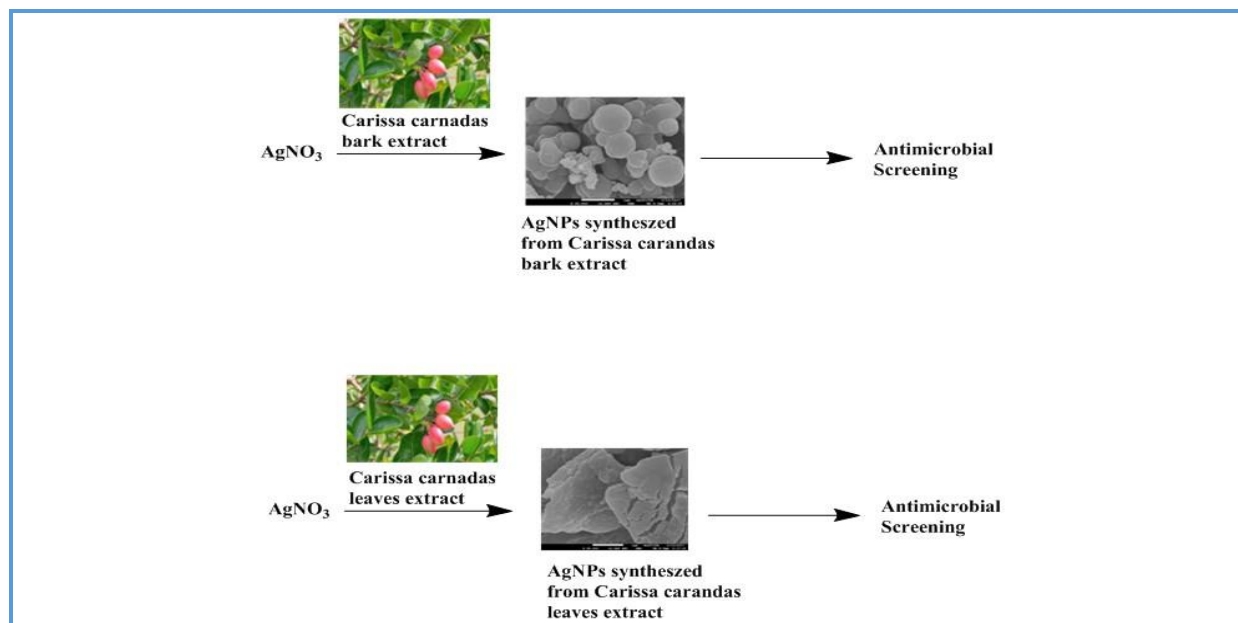 Carissa carnadas
bark extract
AgNO₃
Antimicrobial
Screening
AgNPs syntheszed
from Carissa carandas
bark extract
Carissa carnadas
leaves extract
AgNO₃
Antimicrobial
Screening
AgNPs syntheszed
from Carissa carandas
leaves extract